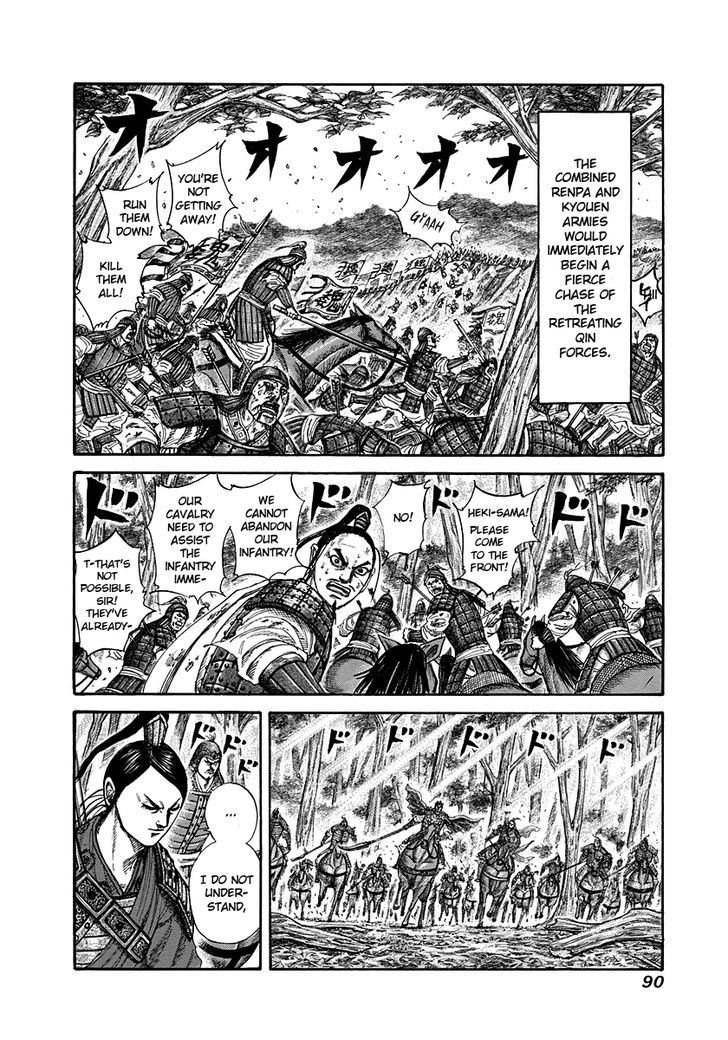 オ
オ
オ
オ
オ
THE
COMBINED
RENPA AND
KYOUEN
ARMIES
WOULD
IMMEDIATELY
BEGIN A
FIERCE
CHASE OF
THE
RETREATING
QIN
FORCES.
GYAAH
YOU'RE
NOT
GETTING
AWAY!
RUN
THEM
DOWN!
KILL
THEM
ALL!
魏
ド
ド
ド
ド
ド
HEKI-SAMA!
PLEASE
COME
TO THE
FRONT!
NO!
WE
CANNOT
ABANDON
OUR
INFANTRY!
OUR
CAVALRY
NEED TO
ASSIST
THE
INFANTRY
IMME-
T-THAT'S
NOT
POSSIBLE,
SIR!
THEY'VE
ALREADY-
ド
ド
ド
ド
ド
ド
ド
ド
...
I DO NOT
UNDER-
STAND,
90